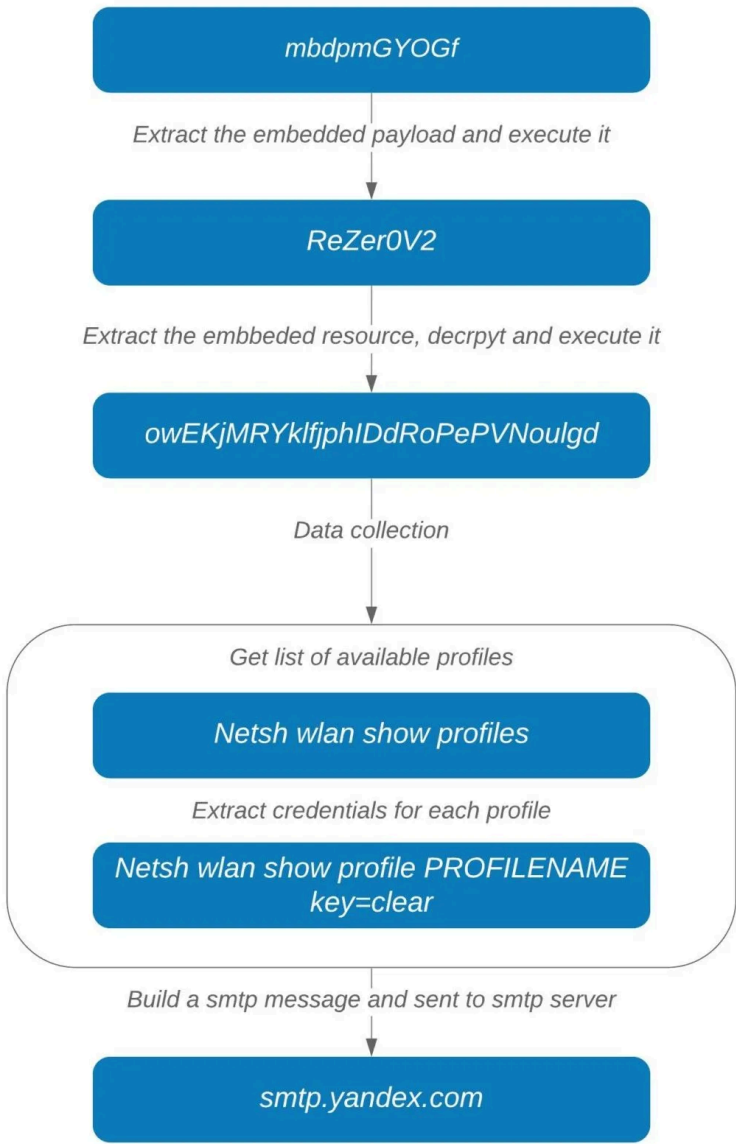 mbdpmGYOGf
Extract the embedded payload and execute it
ReZer0V2
Extract the embbeded resource, decrpyt and execute it
owEKjMRYklfjphIDdRoPePVNoulgd
Data collection
Get list of available profiles
Netsh wlan show profiles
Extract credentials for each profile
Netsh wlan show profile PROFILENAME
key=clear
Build a smtp message and sent to smtp server
smtp.yandex.com